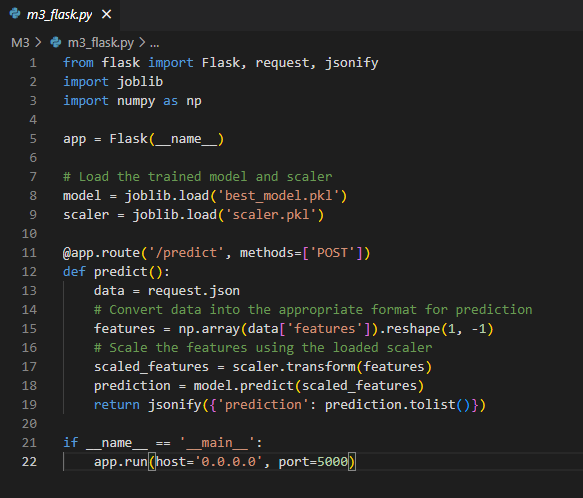 m3_flask.py ×
M3 > m3_flask.py > ...
1 from flask import Flask, request, jsonify
2 import joblib
3 import numpy as np
4
5 app = Flask(__name__)
6
7 # Load the trained model and scaler
8 model = joblib.load('best_model.pkl')
9 scaler = joblib.load('scaler.pkl')
10
11 @app.route('/predict', methods=['POST'])
12 def predict():
13     data = request.json
14     # Convert data into the appropriate format for prediction
15     features = np.array(data['features']).reshape(1, -1)
16     # Scale the features using the loaded scaler
17     scaled_features = scaler.transform(features)
18     prediction = model.predict(scaled_features)
19     return jsonify({'prediction': prediction.tolist()})
20
21 if __name__ == '__main__':
22     app.run(host='0.0.0.0', port=5000)